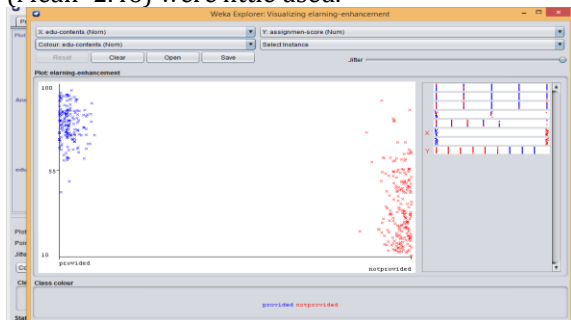 (Mean=2.48) were little used.
Weka Explorer: Visualizing elarning-enhancement
X: edu-contents (Nom) Y: assignmen-score (Num)
Colour: edu-contents (Nom) Select Instance
Reset Clear Open Save Jitter
Plot: elarning-enhancement
100
55
10
provided notprovided
X
Y
Class colour
provided notprovided